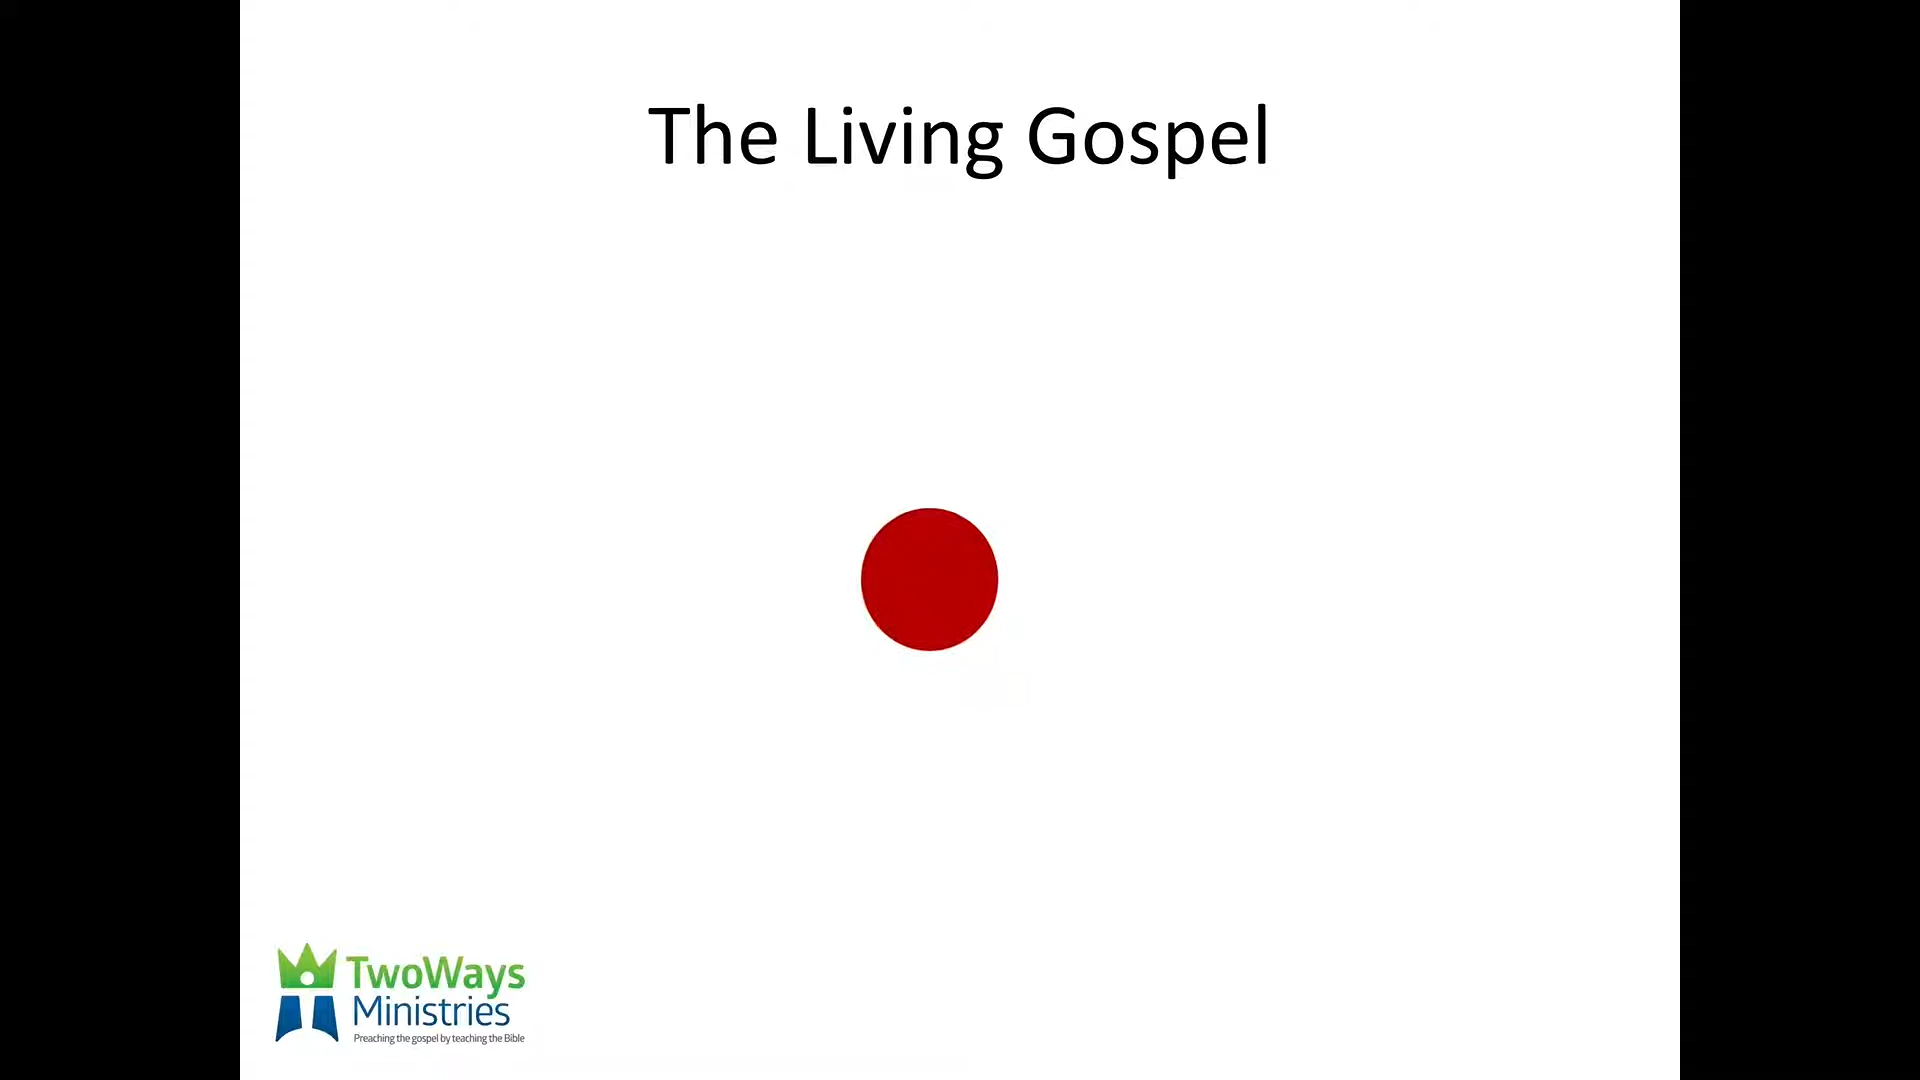 The Living Gospel
TwoWays
Ministries
Preaching the gospel by teaching the Bible